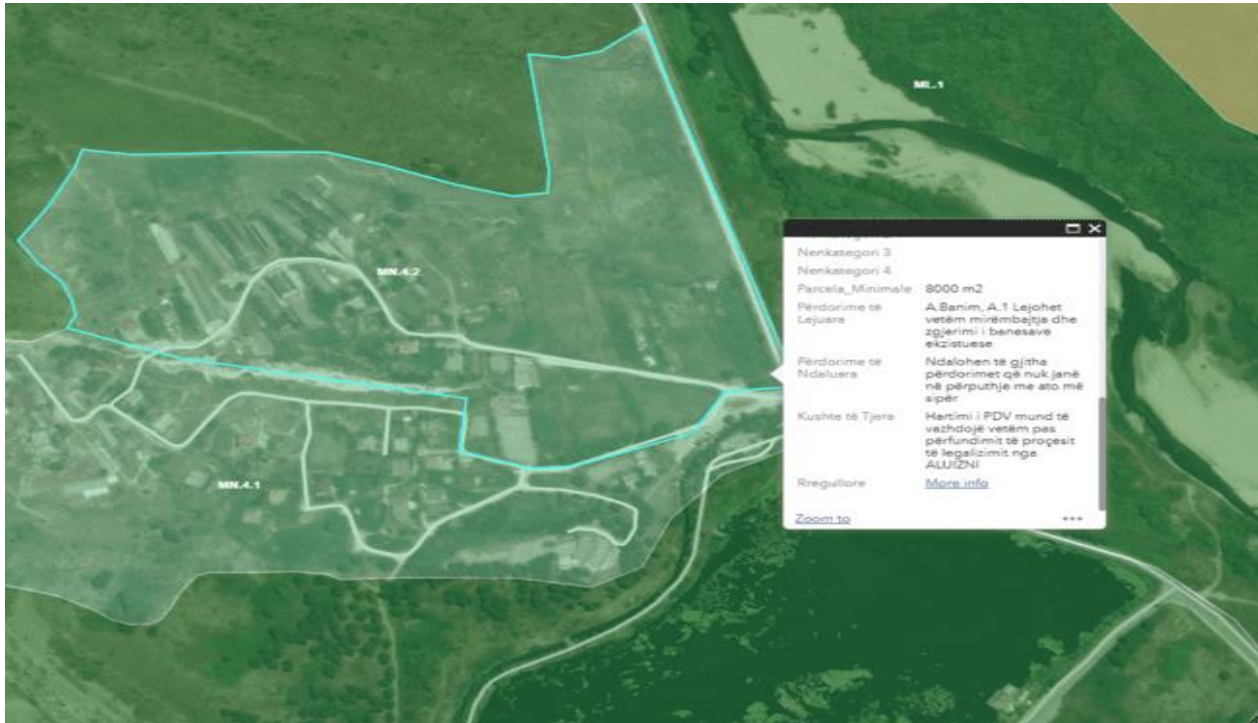 ML.1
MN.4.2
MN.4.1
Nenkategori 3
Nenkategori 4
Parcela_Minimale 8000 m2
Përdorime të Lejuara
A.Banim, A.1 Lejohet
vetëm mirëmbajtja dhe
zgjerimi i banesave
ekzistuese
Përdorime të Ndaluera
Ndalohen të gjitha
përdorimet që nuk janë
në përputhje me ato më
sipër
Kushte të Tjera
Hartimi i PDV mund të
vazhdojë vetëm pas
përfundimit të proçesit
të legalizimit nga
ALUIZNI
Rregullore More info
Zoom to